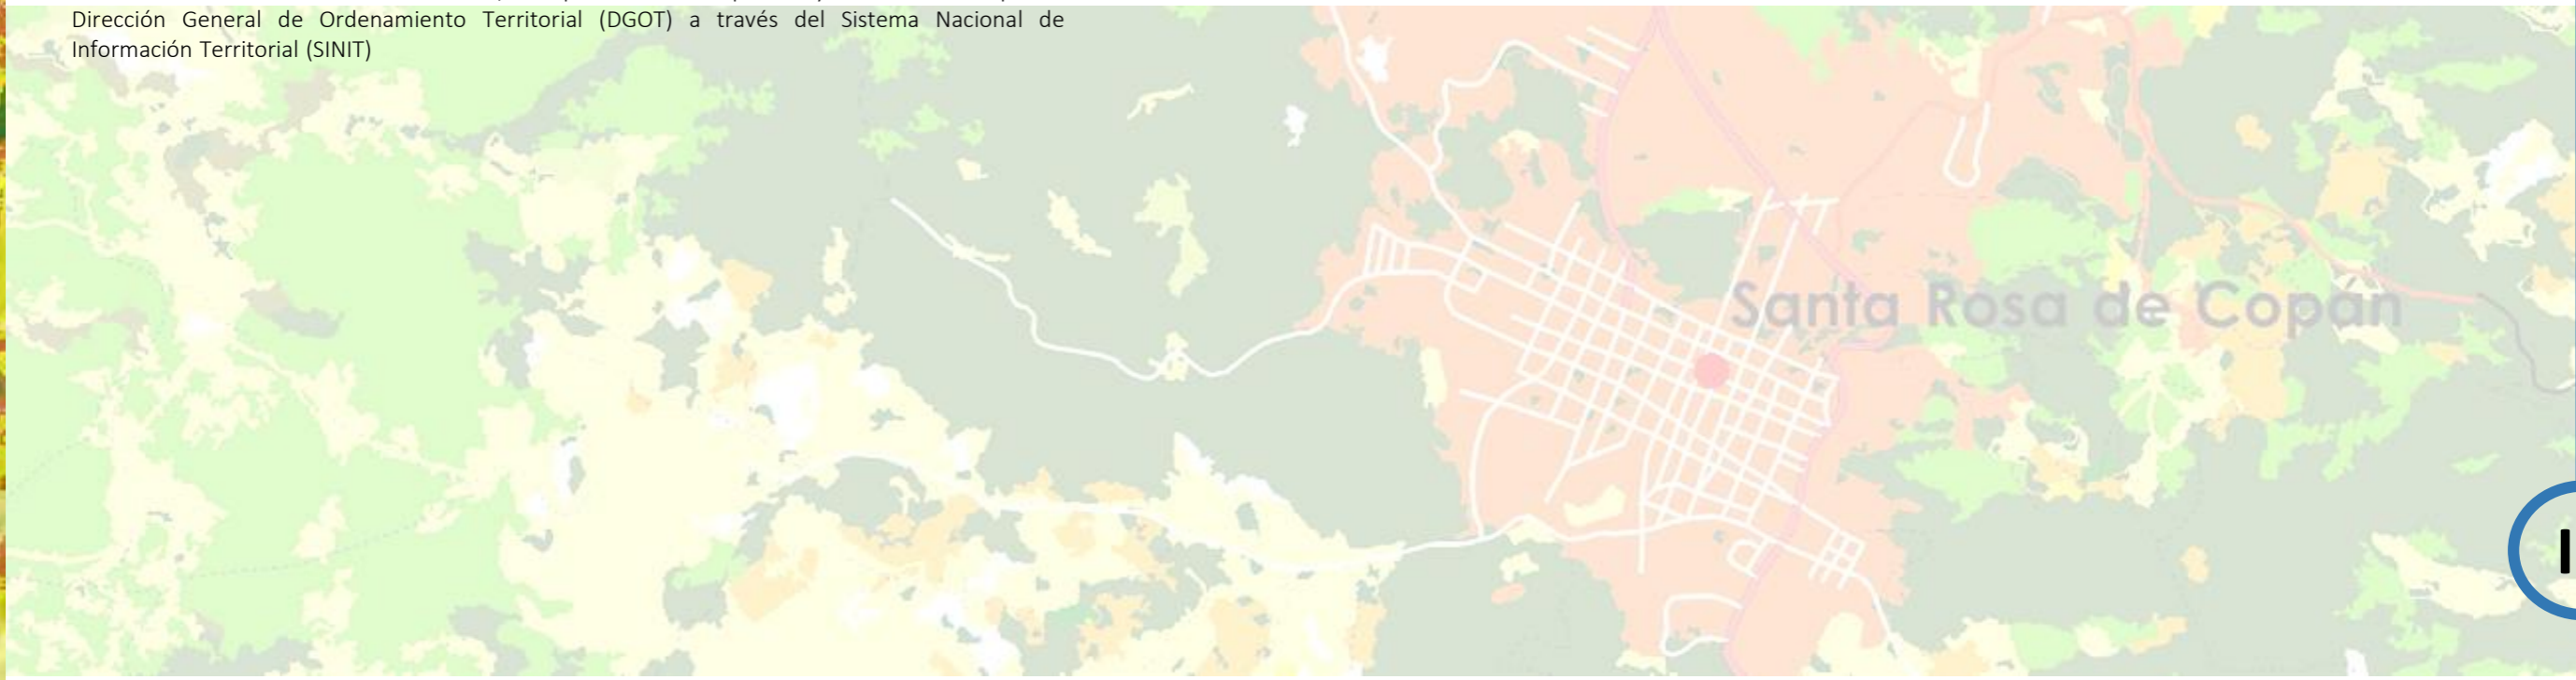 Dirección General de Ordenamiento Territorial (DGOT) a través del Sistema Nacional de
Información Territorial (SINIT)
Santa Rosa de Copán